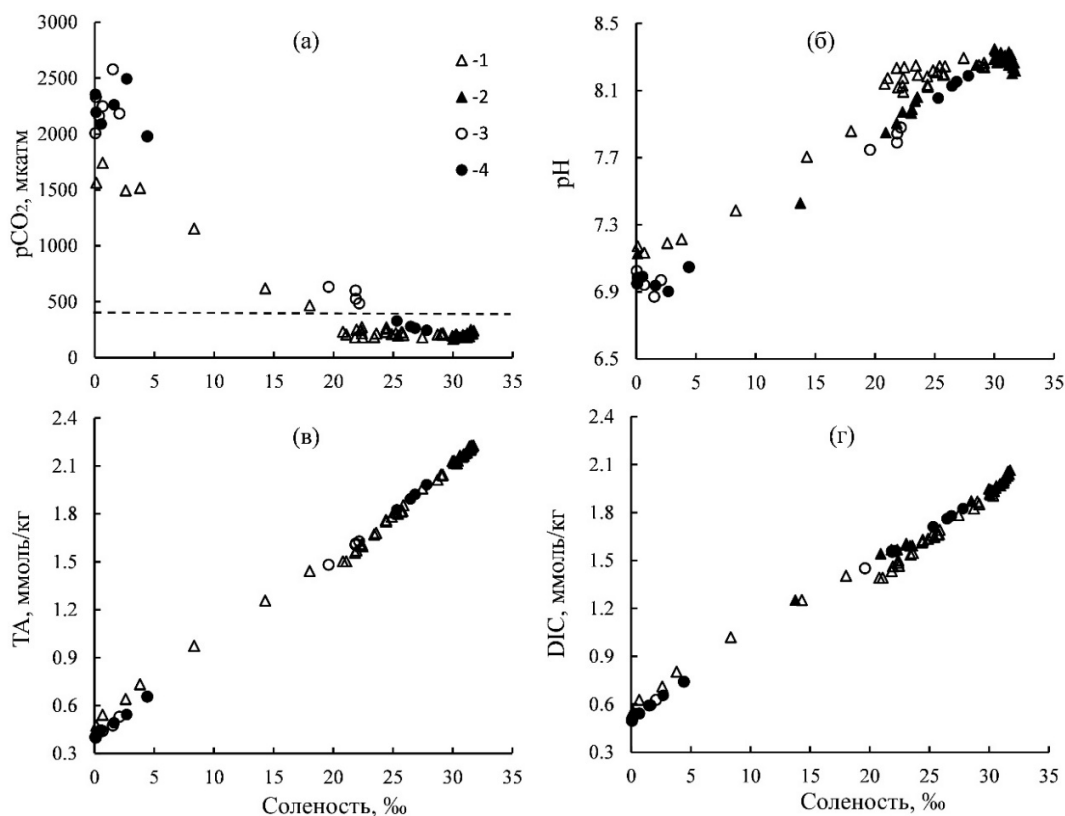 (а)
3000
2500
2000
1500
1000
500
0
pCO₂, мкатм
-1
-2
-3
-4
0 5 10 15 20 25 30 35
(б)
8.5
8.1
7.7
7.3
6.9
6.5
pH
0 5 10 15 20 25 30 35
(в)
2.4
2.1
1.8
1.5
1.2
0.9
0.6
0.3
ТА, ммоль/кг
0 5 10 15 20 25 30 35
Соленость, ‰
(г)
2.4
2.1
1.8
1.5
1.2
0.9
0.6
0.3
DIC, ммоль/кг
0 5 10 15 20 25 30 35
Соленость, ‰